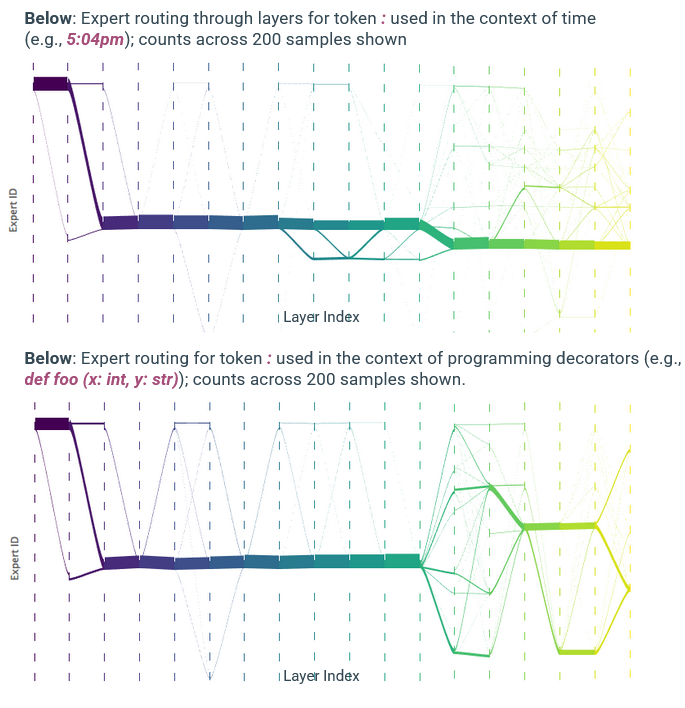 Below: Expert routing through layers for token : used in the context of time
(e.g., 5:04pm); counts across 200 samples shown
Expert ID
Layer Index
Below: Expert routing for token : used in the context of programming decorators (e.g.,
def foo (x: int, y: str)); counts across 200 samples shown.
Expert ID
Layer Index